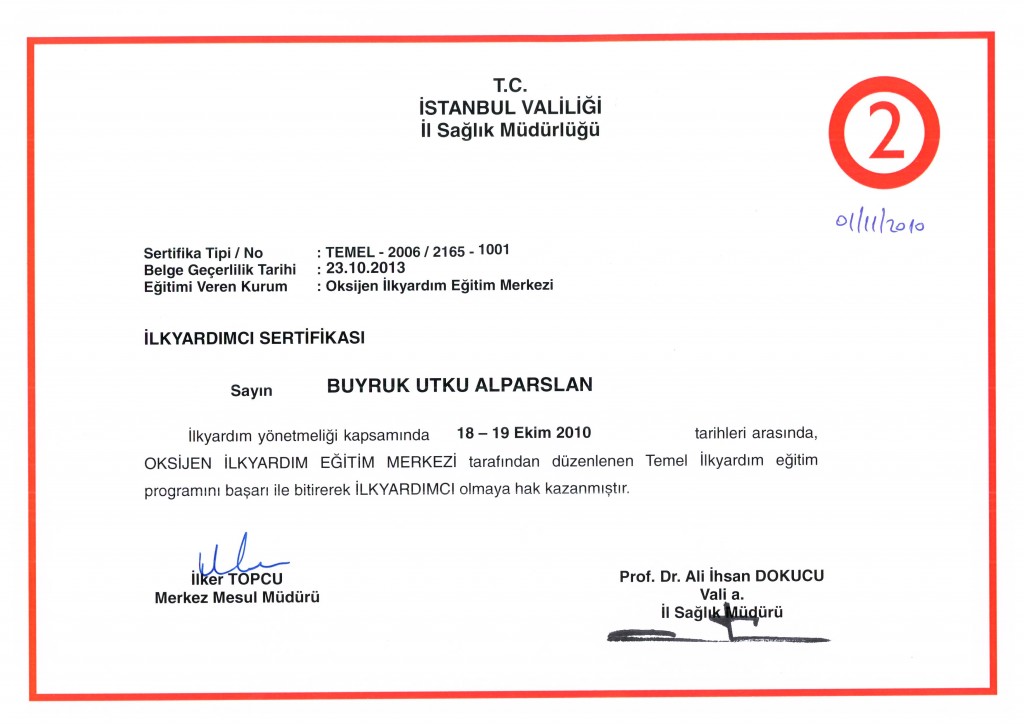 T.C.
İSTANBUL VALİLİĞİ
İl Sağlık Müdürlüğü
2
01/11/2010
Sertifika Tipi / No : TEMEL - 2006 / 2165 - 1001
Belge Geçerlilik Tarihi : 23.10.2013
Eğitimi Veren Kurum : Oksijen İlkyardım Eğitim Merkezi
İLKYARDIMCI SERTİFİKASI
Sayın BUYRUK UTKU ALPARSLAN
İlkyardım yönetmeliği kapsamında 18 – 19 Ekim 2010 tarihleri arasında,
OKSİJEN İLKYARDIM EĞİTİM MERKEZİ tarafından düzenlenen Temel İlkyardım eğitim
programını başarı ile bitirerek İLKYARDIMCI olmaya hak kazanmıştır.
İlker TOPCU
Merkez Mesul Müdürü
Prof. Dr. Ali İhsan DOKUCU
Vali a.
İl Sağlık Müdürü